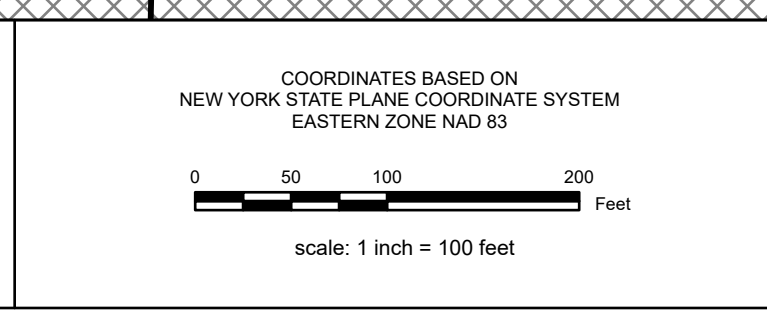 COORDINATES BASED ON
NEW YORK STATE PLANE COORDINATE SYSTEM
EASTERN ZONE NAD 83
0 50 100 200
Feet
scale: 1 inch = 100 feet